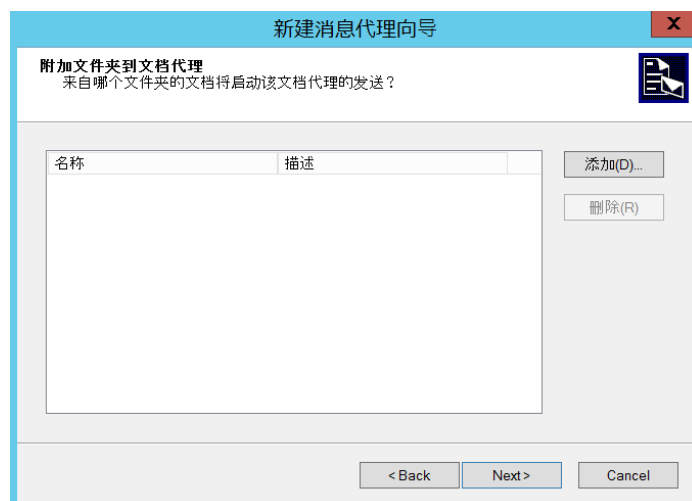 新建消息代理向导
X
附加文件夹到文档代理
来自哪个文件夹的文档将启动该文档代理的发送？
名称 描述
添加(D)...
删除(R)
< Back Next > Cancel